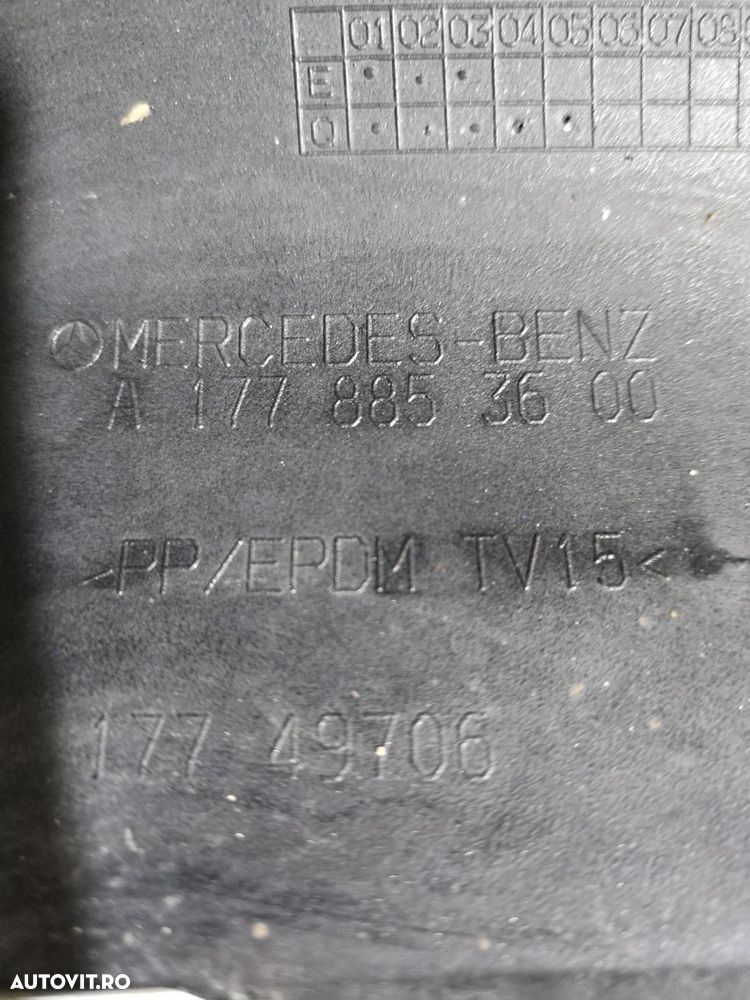 01 02 03 04 05 06 07 08
E
Q
MERCEDES-BENZ
A 177 885 36 00
>PP/EPDM TV15<
177 49706
AUTOVIT.RO